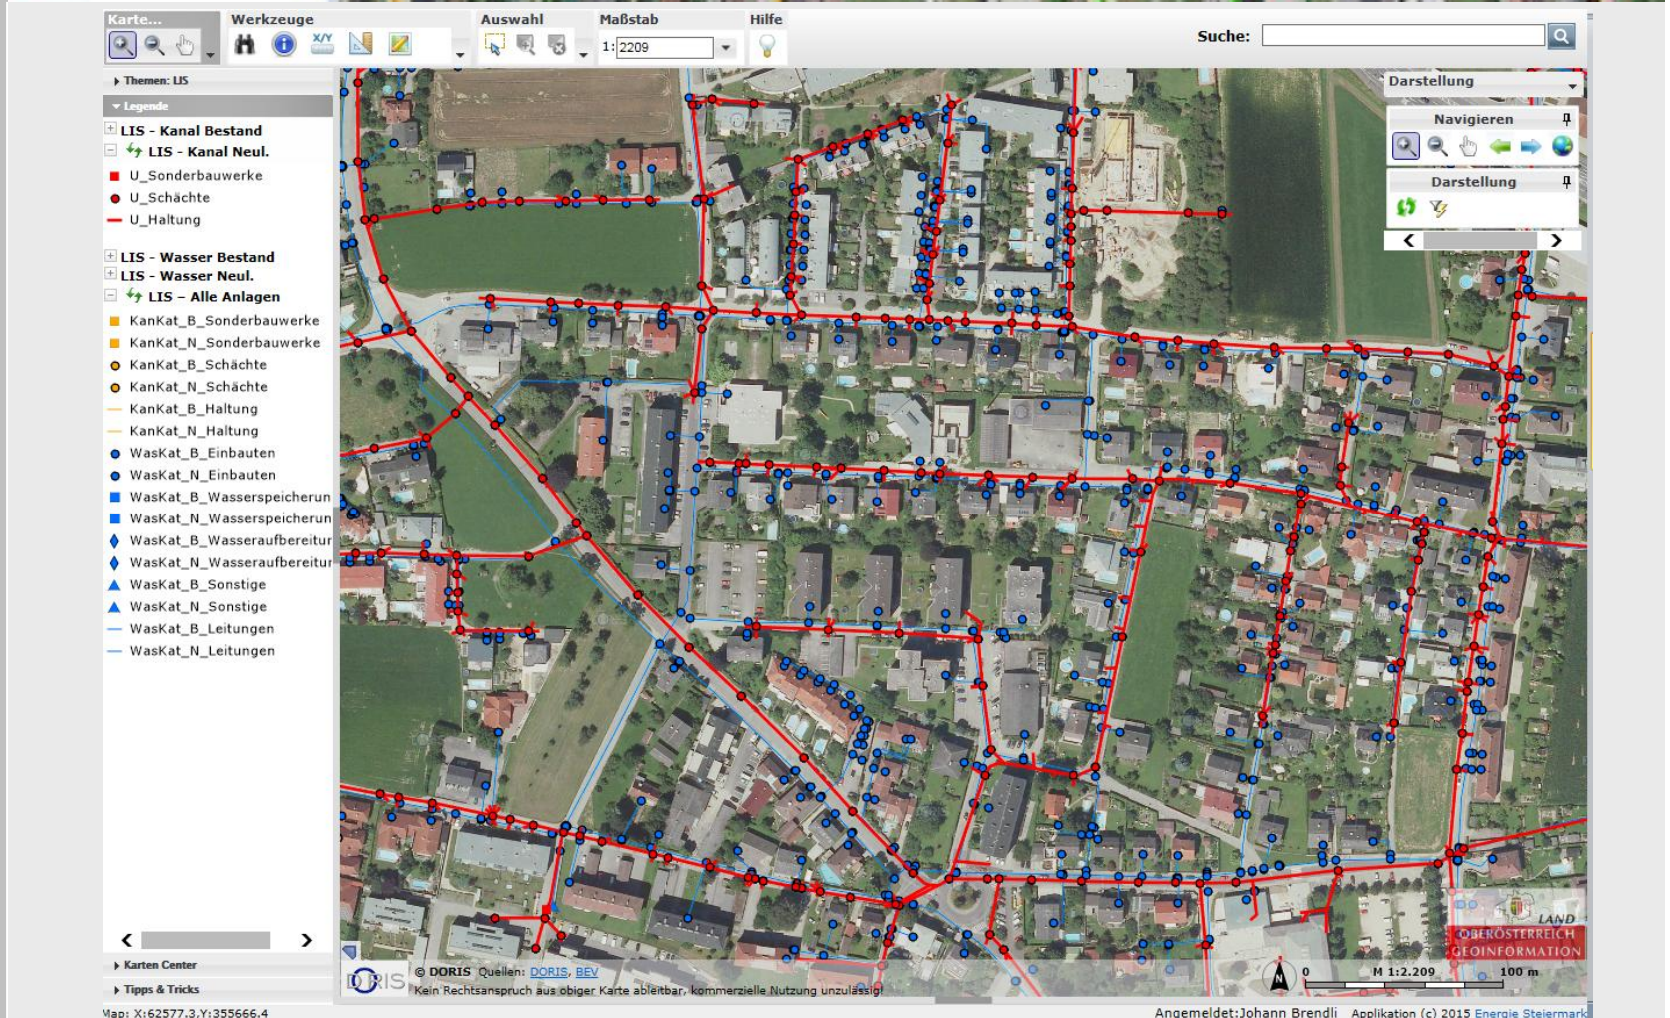 Karte...
Werkzeuge
Auswahl
Maßstab
Hilfe
X/Y
1: 2209
Suche:
Themen: LIS
Legende
LIS - Kanal Bestand
LIS - Kanal Neul.
U_Sonderbauwerke
U_Schächte
U_Haltung
LIS - Wasser Bestand
LIS - Wasser Neul.
LIS – Alle Anlagen
KanKat_B_Sonderbauwerke
KanKat_N_Sonderbauwerke
KanKat_B_Schächte
KanKat_N_Schächte
KanKat_B_Haltung
KanKat_N_Haltung
WasKat_B_Einbauten
WasKat_N_Einbauten
WasKat_B_Wasserspeicherun
WasKat_N_Wasserspeicherun
WasKat_B_Wasseraufbereitur
WasKat_N_Wasseraufbereitur
WasKat_B_Sonstige
WasKat_N_Sonstige
WasKat_B_Leitungen
WasKat_N_Leitungen
Karten Center
Tipps & Tricks
Darstellung
Navigieren
Darstellung
LAND
OBERÖSTERREICH
GEOINFORMATION
DORIS
© DORIS Quellen: DORIS, BEV
Kein Rechtsanspruch aus obiger Karte ableitbar, kommerzielle Nutzung unzulässig!
N
0 M 1:2.209 100 m
Map: X:62577.3,Y:355666.4
Angemeldet:Johann Brendli Applikation (c) 2015 Energie Steiermark